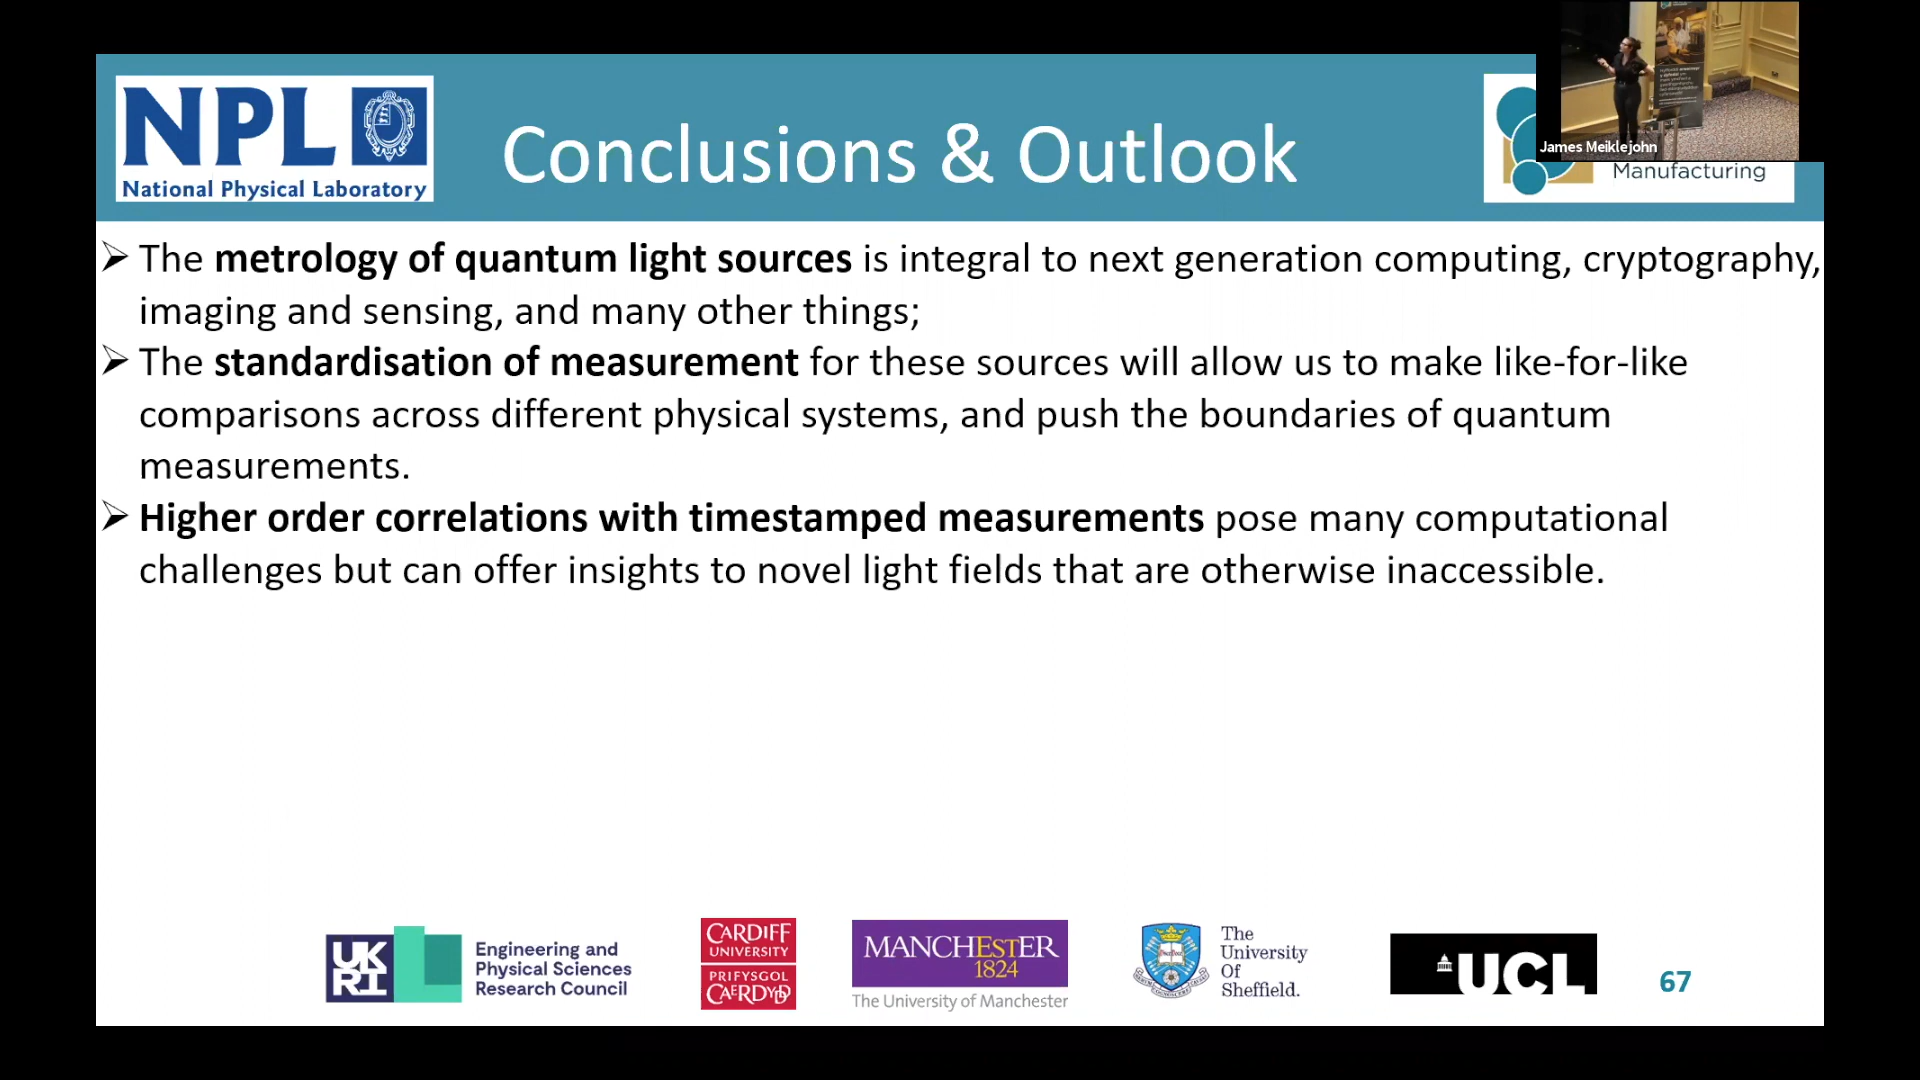 NPL
National Physical Laboratory
Conclusions & Outlook
James Meiklejohn
Manufacturing
➢ The metrology of quantum light sources is integral to next generation computing, cryptography,
imaging and sensing, and many other things;
➢ The standardisation of measurement for these sources will allow us to make like-for-like
comparisons across different physical systems, and push the boundaries of quantum
measurements.
➢ Higher order correlations with timestamped measurements pose many computational
challenges but can offer insights to novel light fields that are otherwise inaccessible.
UK
RI
Engineering and
Physical Sciences
Research Council
CARDIFF
UNIVERSITY
PRIFYSGOL
CAERDYDD
MANCHESTER
1824
The University of Manchester
The
University
Of
Sheffield.
UCL
67